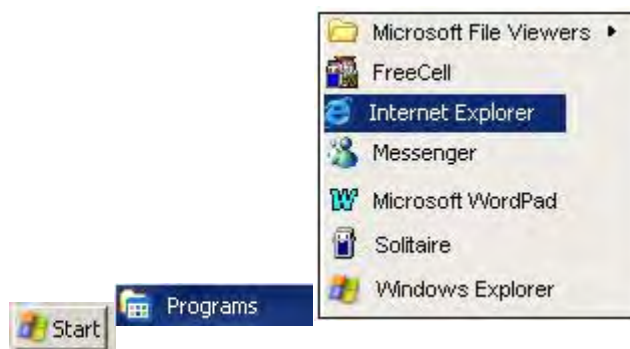 Microsoft File Viewers
FreeCell
Internet Explorer
Messenger
Microsoft WordPad
Solitaire
Windows Explorer
Programs
Start